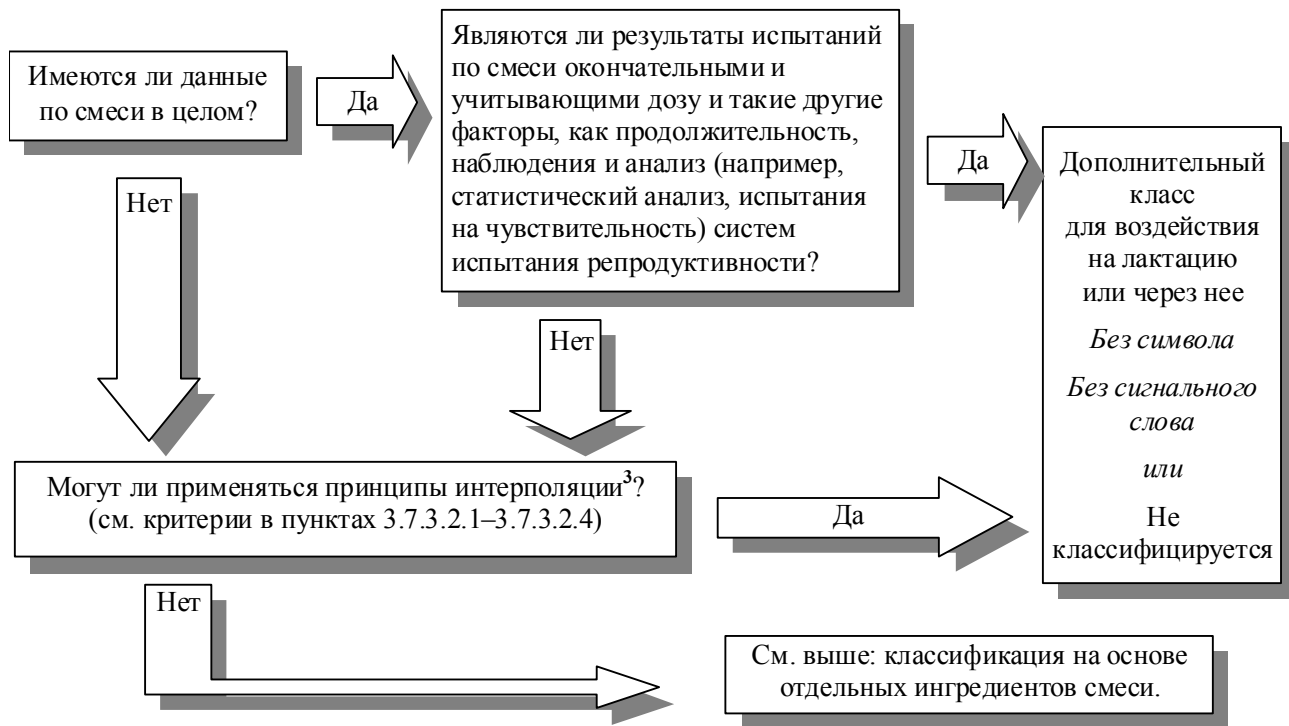 Имеются ли данные
по смеси в целом?
Да
Являются ли результаты испытаний
по смеси окончательными и
учитывающими дозу и такие другие
факторы, как продолжительность,
наблюдения и анализ (например,
статистический анализ, испытания
на чувствительность) систем
испытания репродуктивности?
Да
Дополнительный
класс
для воздействия
на лактацию
или через нее
Без символа
Без сигнального
слова
или
Не
классифицируется
Нет
Нет
Могут ли применяться принципы интерполяции³?
(см. критерии в пунктах 3.7.3.2.1–3.7.3.2.4)
Да
Нет
См. выше: классификация на основе
отдельных ингредиентов смеси.